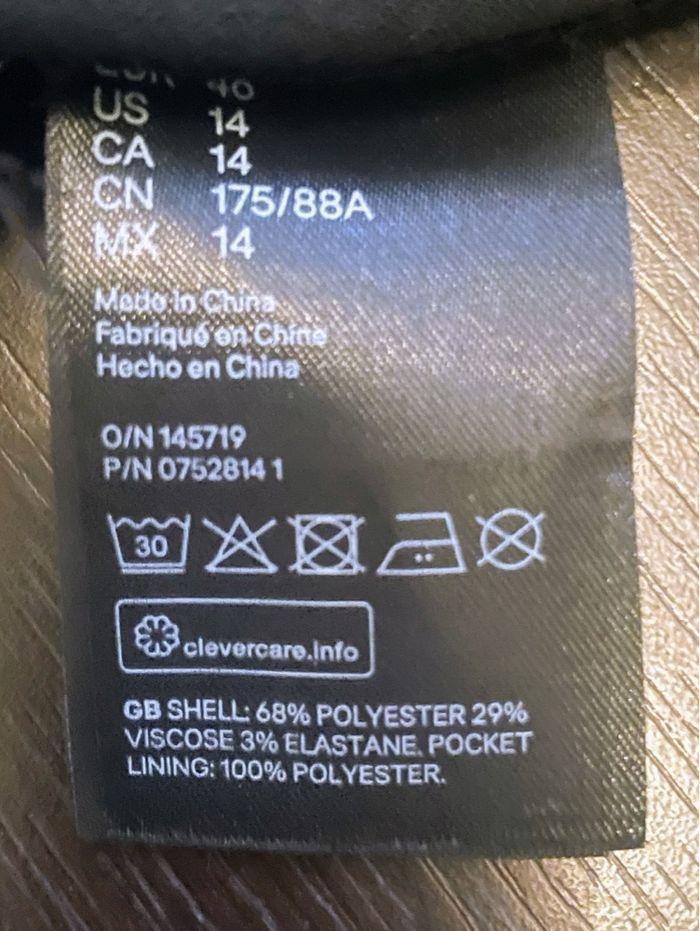 US 14
CA 14
CN 175/88A
MX 14
Made in China
Fabriqué en Chine
Hecho en China
O/N 145719
P/N 0752814 1
30
clevercare.info
GB SHELL: 68% POLYESTER 29%
VISCOSE 3% ELASTANE. POCKET
LINING: 100% POLYESTER.